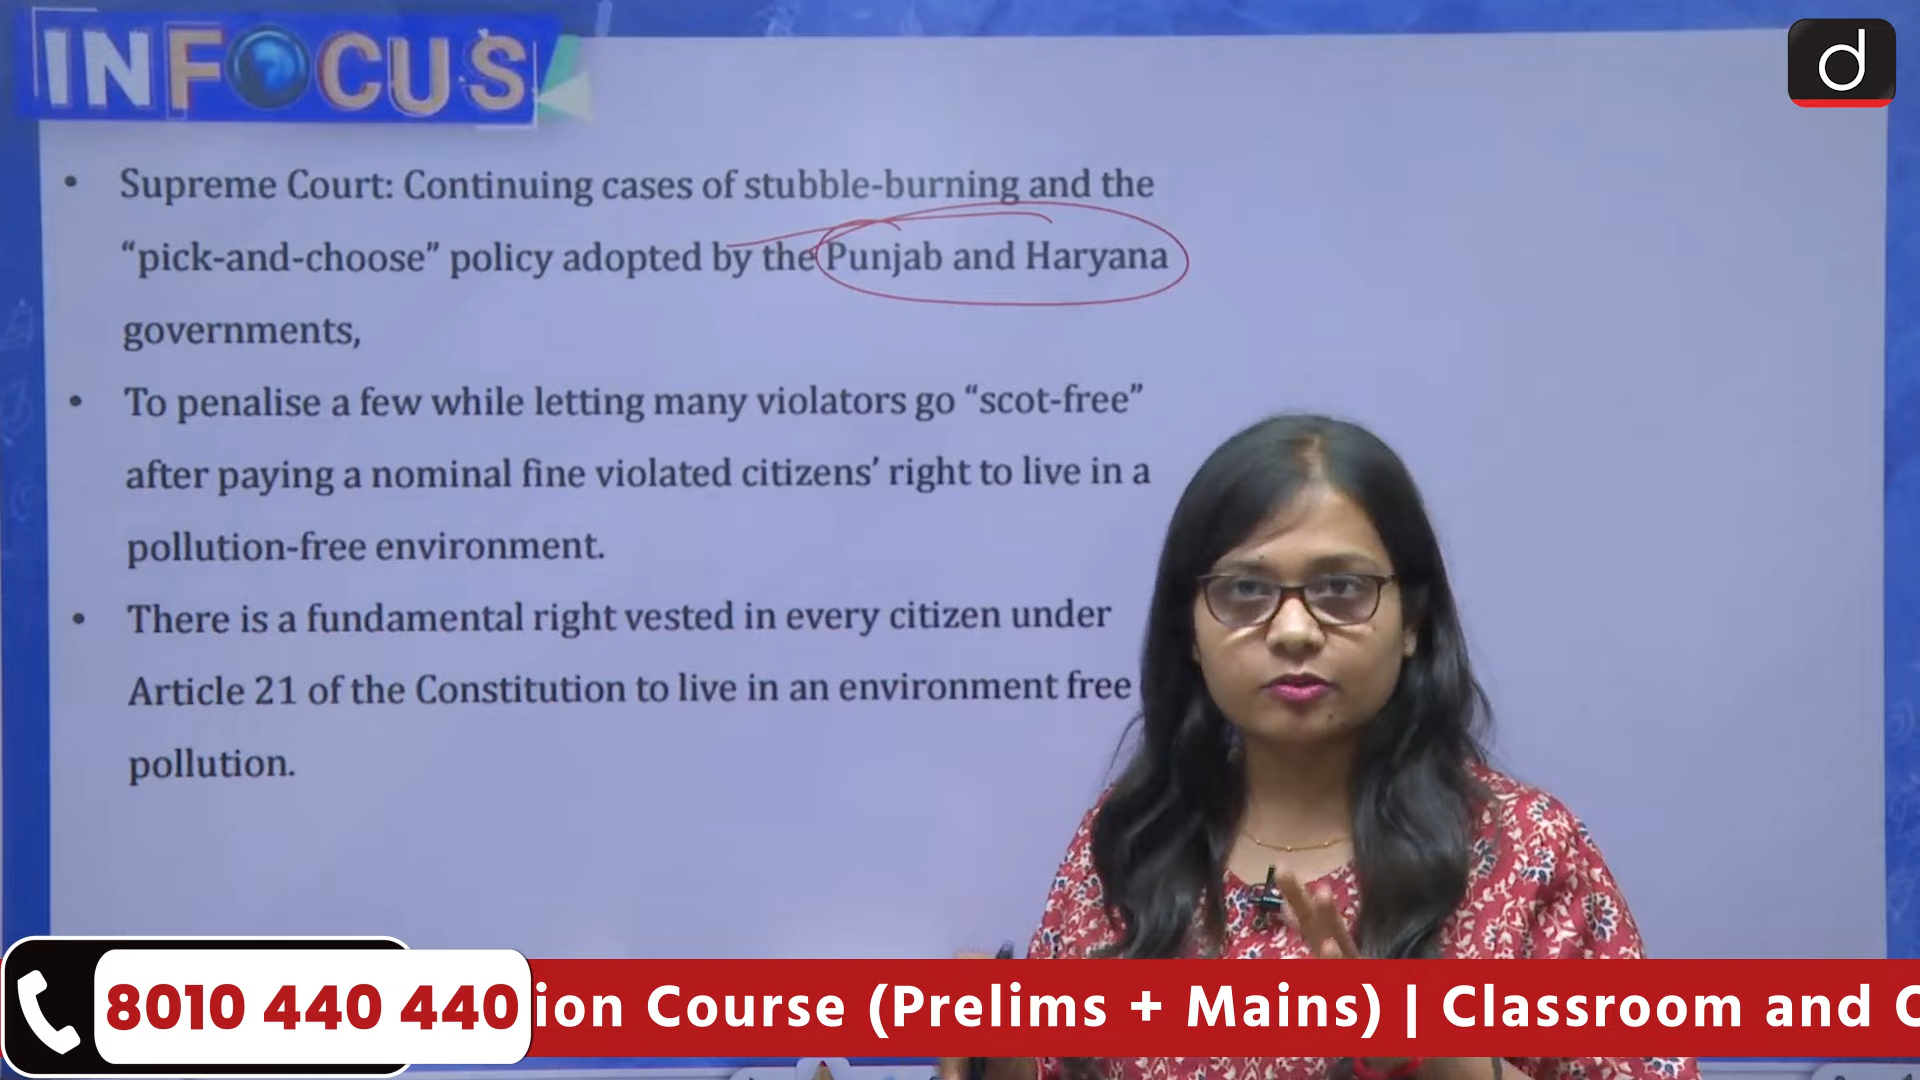 INFOCUS
d
• Supreme Court: Continuing cases of stubble-burning and the
“pick-and-choose” policy adopted by the Punjab and Haryana
governments,
• To penalise a few while letting many violators go “scot-free”
after paying a nominal fine violated citizens’ right to live in a
pollution-free environment.
• There is a fundamental right vested in every citizen under
Article 21 of the Constitution to live in an environment free
pollution.
8010 440 440
ion Course (Prelims + Mains) | Classroom and